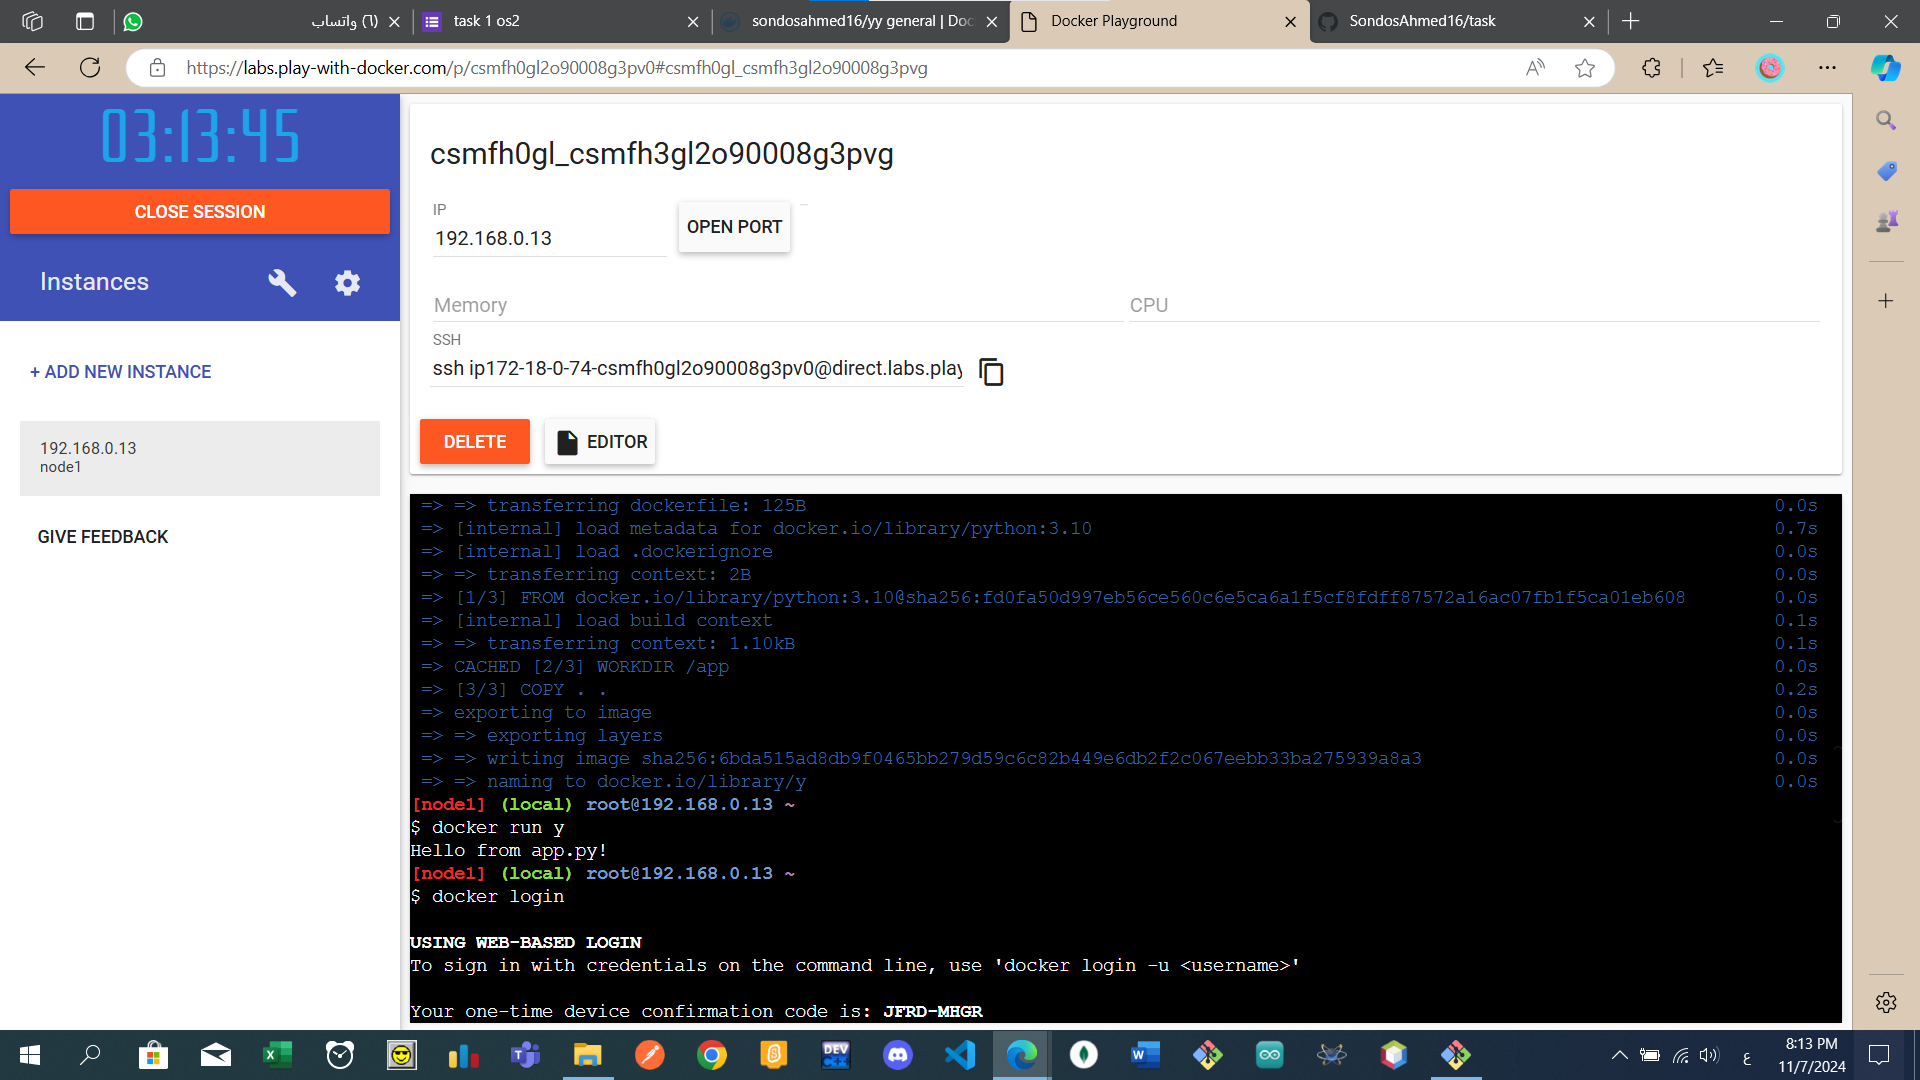 واتساب (٦)
task 1 os2
sondosahmed16/yy general | Doc
Docker Playground
SondosAhmed16/task
https://labs.play-with-docker.com/p/csmfh0gl2o90008g3pv0#csmfh0gl_csmfh3gl2o90008g3pvg
03:13:45
CLOSE SESSION
Instances
+ ADD NEW INSTANCE
192.168.0.13
node1
GIVE FEEDBACK
csmfh0gl_csmfh3gl2o90008g3pvg
IP
192.168.0.13
OPEN PORT
Memory
CPU
SSH
ssh ip172-18-0-74-csmfh0gl2o90008g3pv0@direct.labs.play
DELETE
EDITOR
=> => transferring dockerfile: 125B 0.0s
=> [internal] load metadata for docker.io/library/python:3.10 0.7s
=> [internal] load .dockerignore 0.0s
=> => transferring context: 2B 0.0s
=> [1/3] FROM docker.io/library/python:3.10@sha256:fd0fa50d997eb56ce560c6e5ca6a1f5cf8fdff87572a16ac07fb1f5ca01eb608 0.0s
=> [internal] load build context 0.1s
=> => transferring context: 1.10kB 0.1s
=> CACHED [2/3] WORKDIR /app 0.0s
=> [3/3] COPY . . 0.2s
=> exporting to image 0.0s
=> => exporting layers 0.0s
=> => writing image sha256:6bda515ad8db9f0465bb279d59c6c82b449e6db2f2c067eebb33ba275939a8a3 0.0s
=> => naming to docker.io/library/y 0.0s
[node1] (local) root@192.168.0.13 ~
$ docker run y
Hello from app.py!
[node1] (local) root@192.168.0.13 ~
$ docker login
USING WEB-BASED LOGIN
To sign in with credentials on the command line, use 'docker login -u <username>'
Your one-time device confirmation code is: JFRD-MHGR
DEV
C++
ع
8:13 PM
11/7/2024